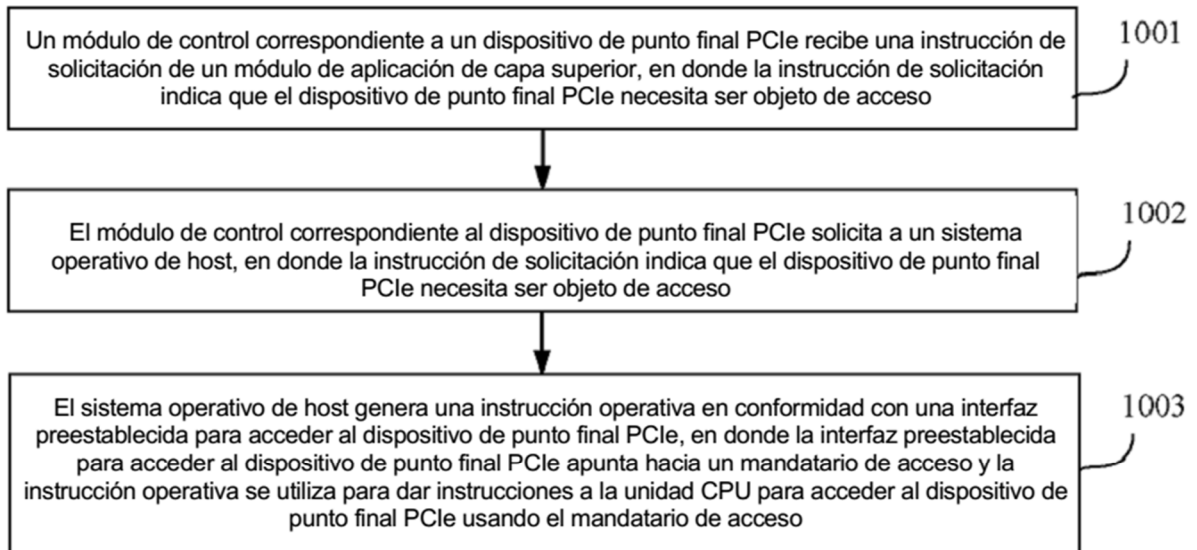 Un módulo de control correspondiente a un dispositivo de punto final PCIe recibe una instrucción de
solicitación de un módulo de aplicación de capa superior, en donde la instrucción de solicitación
indica que el dispositivo de punto final PCIe necesita ser objeto de acceso
1001
El módulo de control correspondiente al dispositivo de punto final PCIe solicita a un sistema
operativo de host, en donde la instrucción de solicitación indica que el dispositivo de punto final
PCIe necesita ser objeto de acceso
1002
El sistema operativo de host genera una instrucción operativa en conformidad con una interfaz
preestablecida para acceder al dispositivo de punto final PCIe, en donde la interfaz preestablecida
para acceder al dispositivo de punto final PCIe apunta hacia un mandatario de acceso y la
instrucción operativa se utiliza para dar instrucciones a la unidad CPU para acceder al dispositivo de
punto final PCIe usando el mandatario de acceso
1003